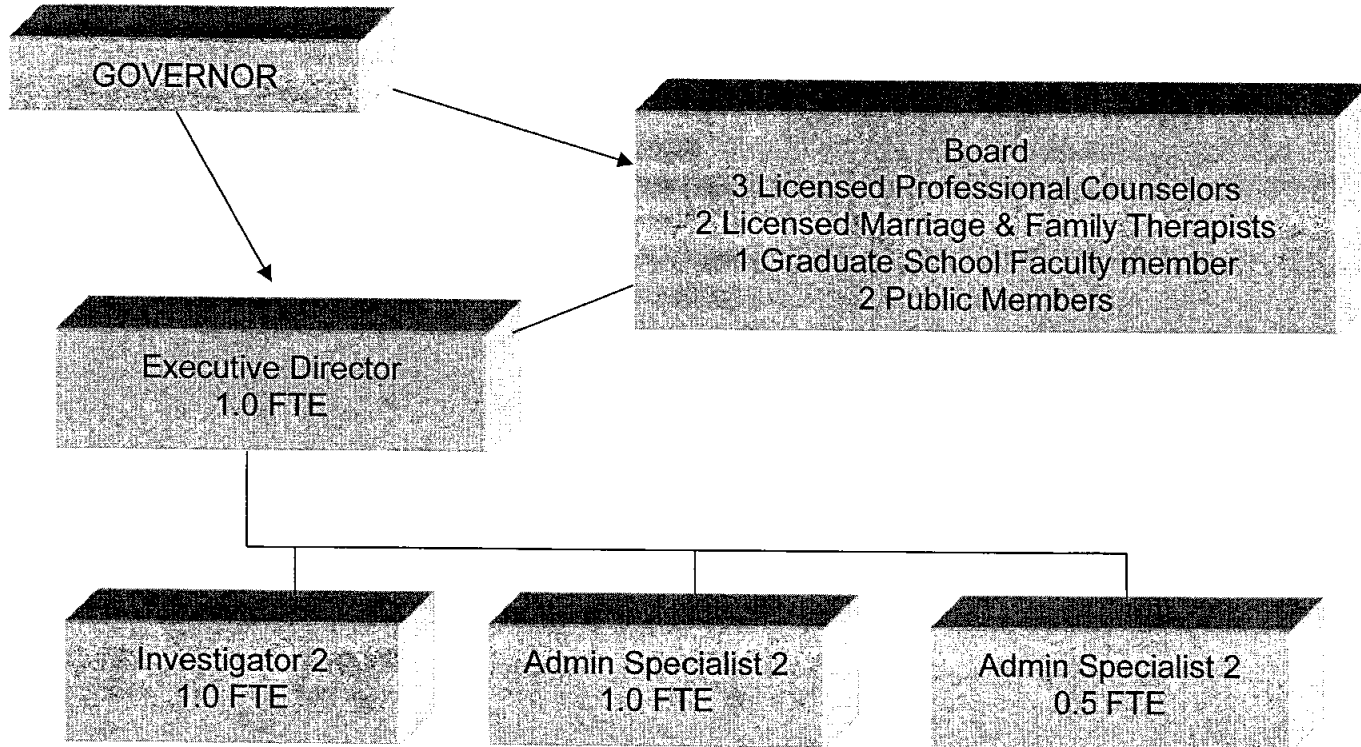 GOVERNOR
Board
3 Licensed Professional Counselors
2 Licensed Marriage & Family Therapists
1 Graduate School Faculty member
2 Public Members
Executive Director
1.0 FTE
Investigator 2
1.0 FTE
Admin Specialist 2
1.0 FTE
Admin Specialist 2
0.5 FTE